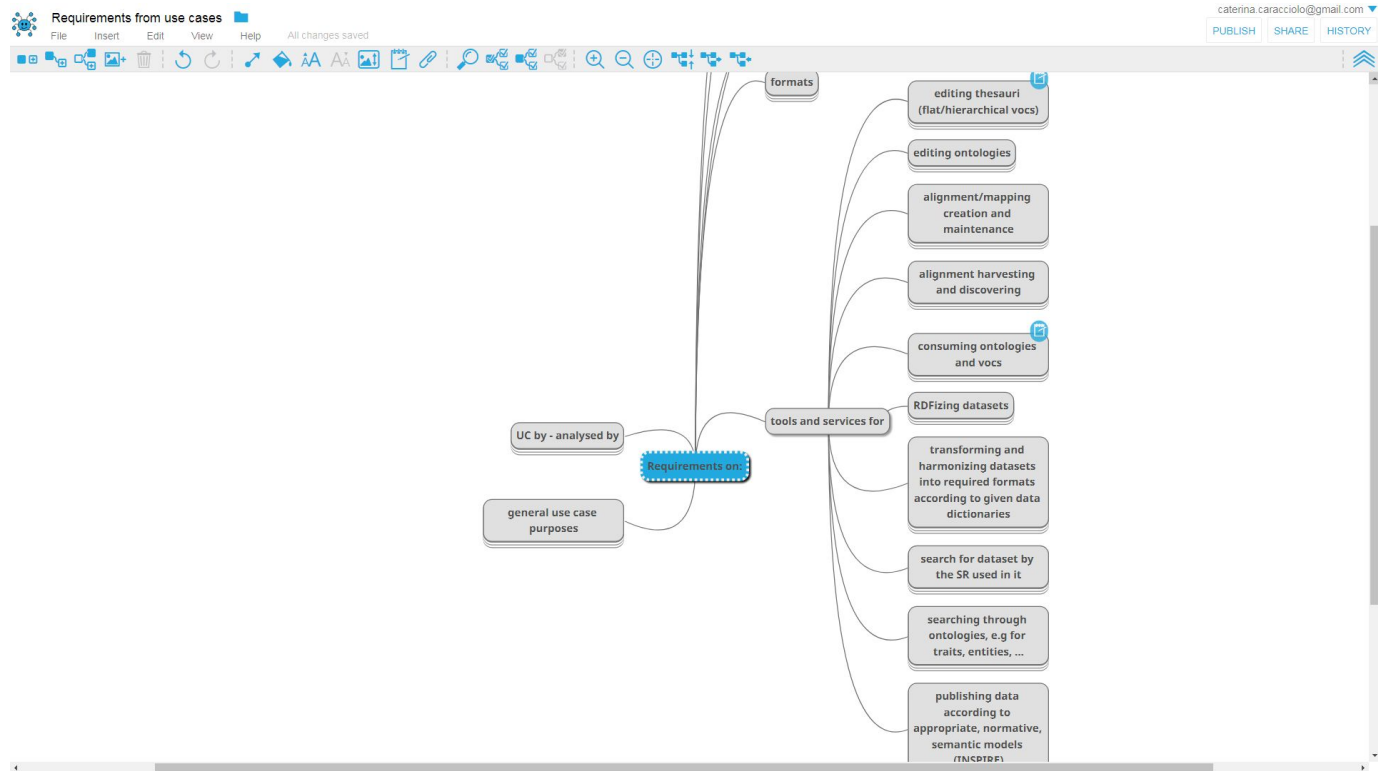 caterina.caracciolo@gmail.com
Requirements from use cases
File Insert Edit View Help All changes saved
PUBLISH SHARE HISTORY
formats
editing thesauri
(flat/hierarchical vocs)
editing ontologies
alignment/mapping
creation and
maintenance
alignment harvesting
and discovering
consuming ontologies
and vocs
RDFizing datasets
tools and services for
UC by - analysed by
Requirements on:
general use case
purposes
transforming and
harmonizing datasets
into required formats
according to given data
dictionaries
search for dataset by
the SR used in it
searching through
ontologies, e.g for
traits, entities, ...
publishing data
according to
appropriate, normative,
semantic models
(INSPIRE)